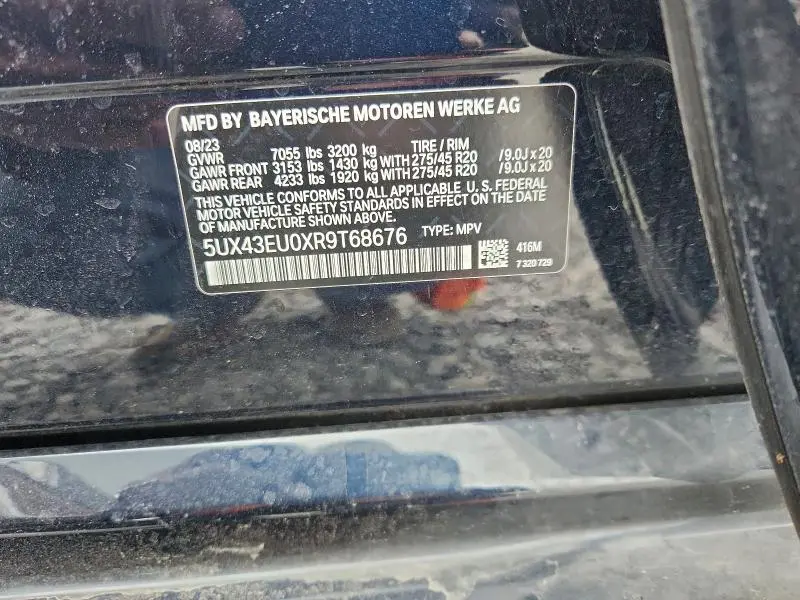 MFD BY BAYERISCHE MOTOREN WERKE AG
08/23
GVWR 7055 lbs 3200 kg TIRE / RIM
GAWR FRONT 3153 lbs 1430 kg WITH 275/45 R20 /9.0J x 20
GAWR REAR 4233 lbs 1920 kg WITH 275/45 R20 /9.0J x 20
THIS VEHICLE CONFORMS TO ALL APPLICABLE U.S. FEDERAL
MOTOR VEHICLE SAFETY STANDARDS IN EFFECT ON THE DATE
OF MANUFACTURE SHOWN ABOVE.
5UX43EU0XR9T68676 TYPE: MPV
416M
7 320 729